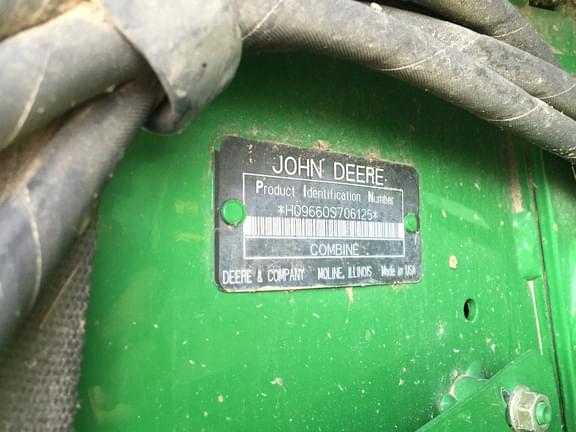 JOHN DEERE
Product Identification Number
*H09660S706125*
COMBINE
DEERE & COMPANY MOLINE, ILLINOIS Made in USA